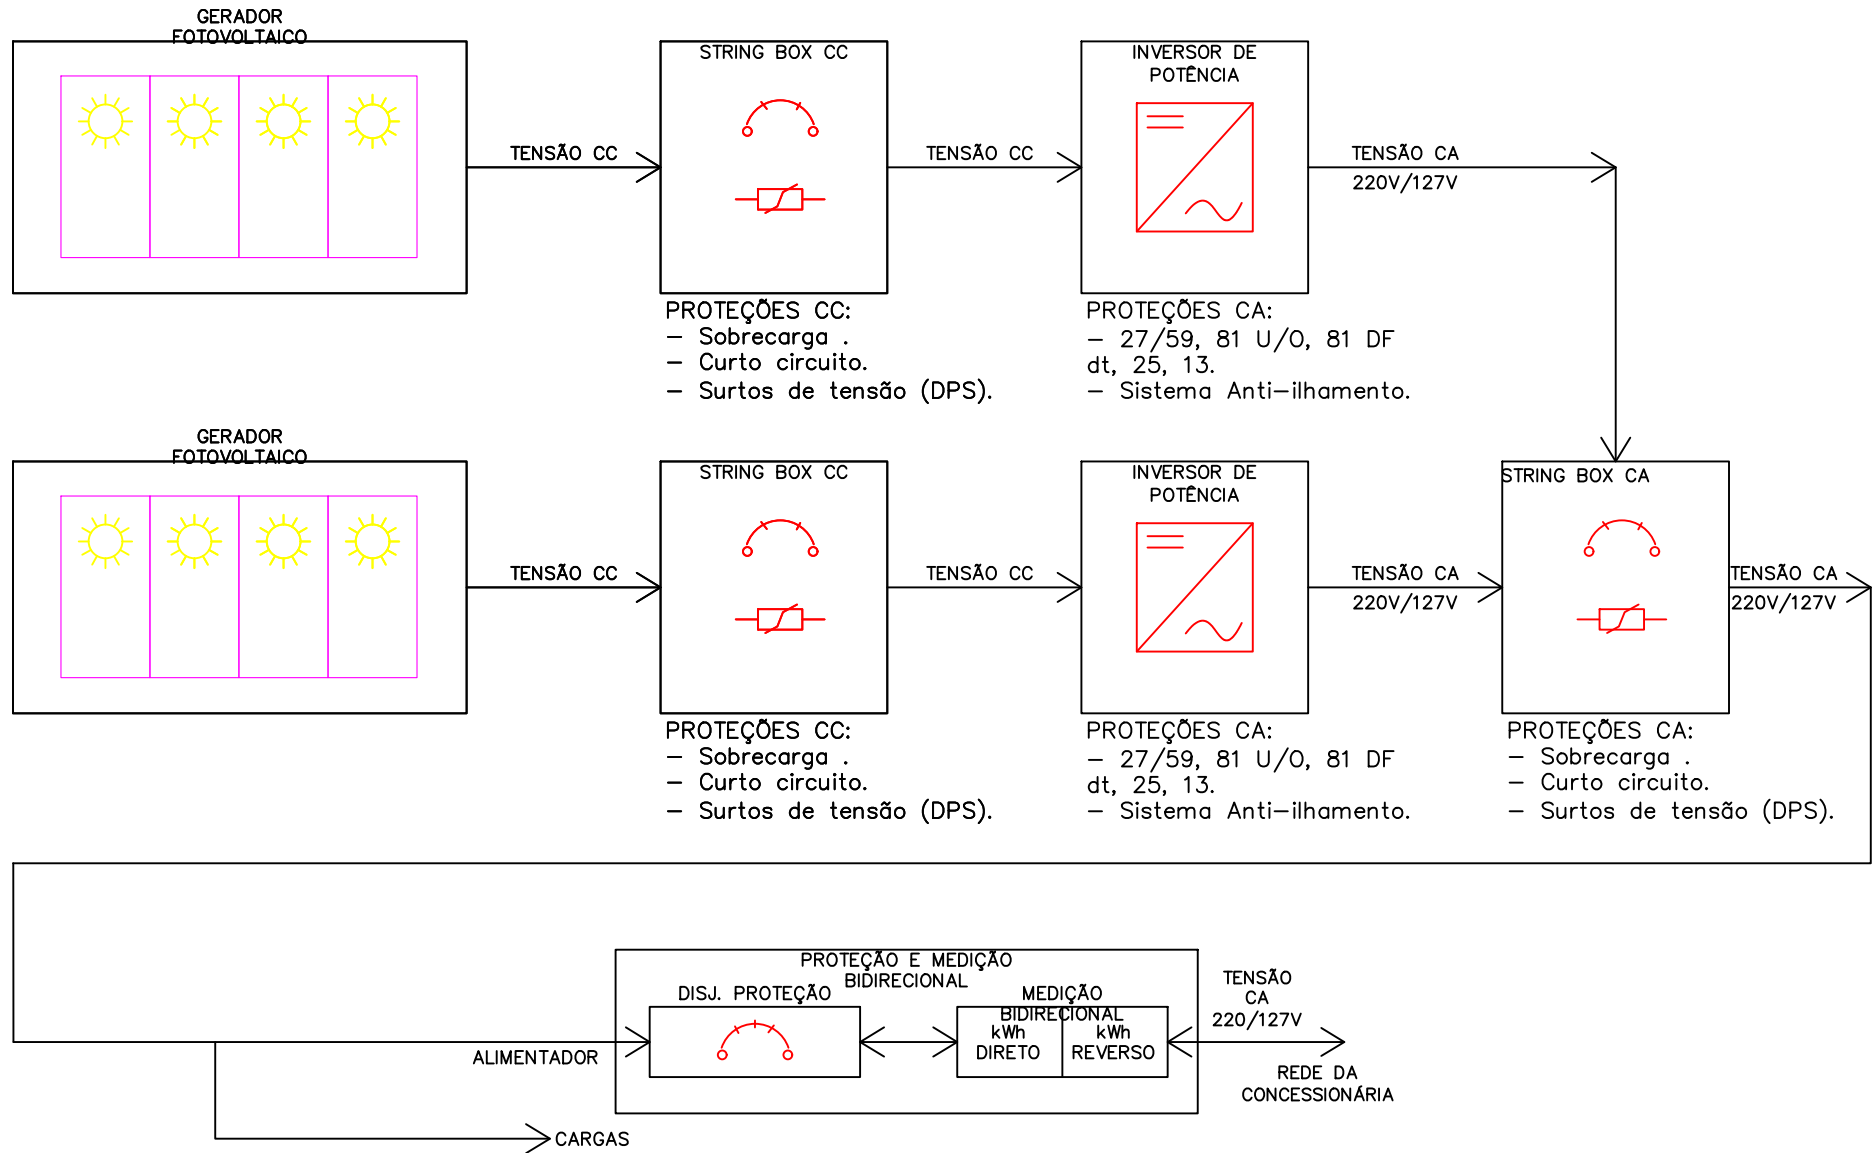 GERADOR
FOTOVOLTAICO
STRING BOX CC
INVERSOR DE
POTÊNCIA
TENSÃO CC
TENSÃO CC
TENSÃO CA
220V/127V
PROTEÇÕES CC:
- Sobrecarga .
- Curto circuito.
- Surtos de tensão (DPS).
PROTEÇÕES CA:
- 27/59, 81 U/O, 81 DF
dt, 25, 13.
- Sistema Anti-ilhamento.
GERADOR
FOTOVOLTAICO
STRING BOX CC
INVERSOR DE
POTÊNCIA
STRING BOX CA
TENSÃO CC
TENSÃO CC
TENSÃO CA
220V/127V
TENSÃO CA
220V/127V
PROTEÇÕES CC:
- Sobrecarga .
- Curto circuito.
- Surtos de tensão (DPS).
PROTEÇÕES CA:
- 27/59, 81 U/O, 81 DF
dt, 25, 13.
- Sistema Anti-ilhamento.
PROTEÇÕES CA:
- Sobrecarga .
- Curto circuito.
- Surtos de tensão (DPS).
PROTEÇÃO E MEDIÇÃO
BIDIRECIONAL
DISJ. PROTEÇÃO
MEDIÇÃO
BIDIRECIONAL
kWh
DIRETO
kWh
REVERSO
TENSÃO
CA
220/127V
ALIMENTADOR
REDE DA
CONCESSIONÁRIA
CARGAS